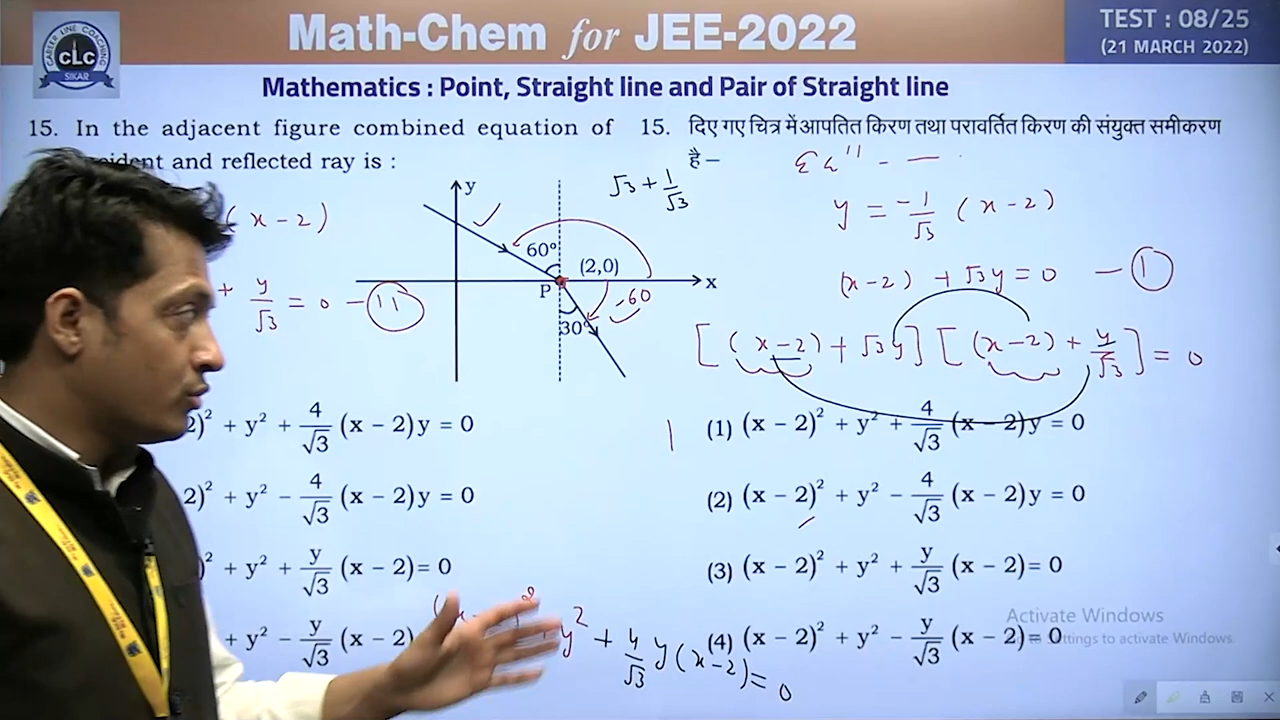 Math-Chem for JEE-2022
TEST : 08/25
(21 MARCH 2022)
CAREER LINE COACHING
CLC
SIKAR
Mathematics : Point, Straight line and Pair of Straight line
15. In the adjacent figure combined equation of
and reflected ray is :
15. दिए गए चित्र में आपतित किरण तथा परावर्तित किरण की संयुक्त समीकरण
है –
√3 + 1/√3
y = -1/√3 (x-2)
(x-2) + √3y = 0 — ①
(x-2)
+ y/√3 = 0 – (11)
y
60°
(2,0)
x
P
-60
30°
[(x-2) + √3y] [(x-2) + y/√3] = 0
2)² + y² + 4/√3 (x – 2)y = 0
2)² + y² – 4/√3 (x – 2)y = 0
)² + y² + y/√3 (x – 2)= 0
+ y² – y/√3 (x – 2)
1
(1) (x – 2)² + y² + 4/√3 (x – 2)y = 0
(2) (x – 2)² + y² – 4/√3 (x – 2)y = 0
(3) (x – 2)² + y² + y/√3 (x – 2)= 0
(4) (x – 2)² + y² – y/√3 (x – 2)= 0
y² + 4/√3 y(x-2) = 0
Activate Windows
ettings to activate Windows.